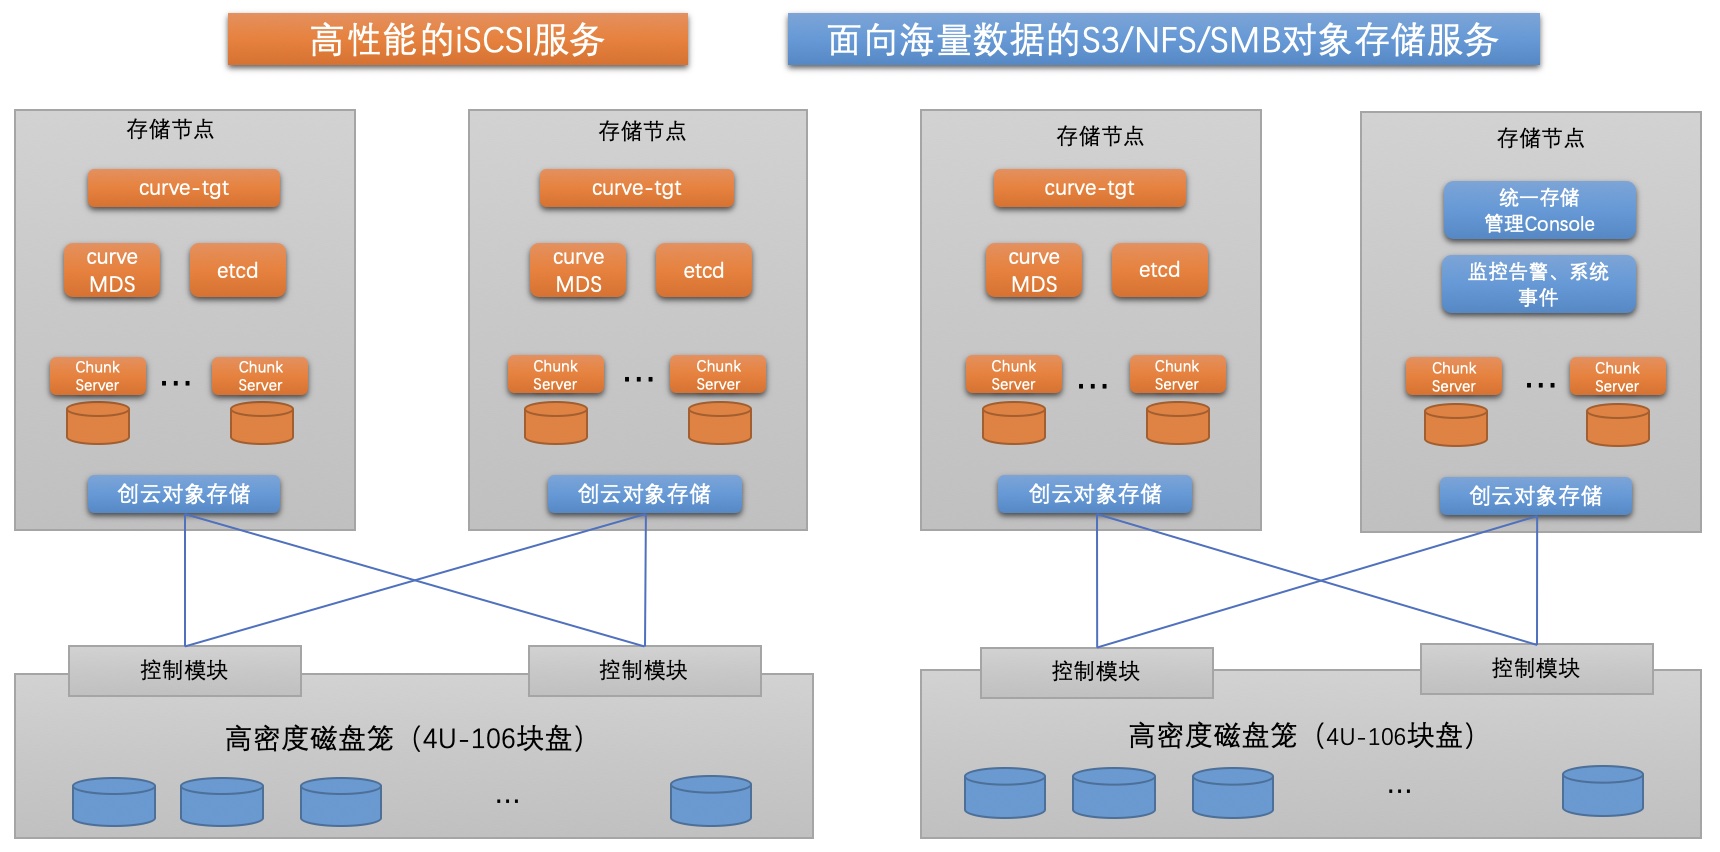 高性能的iSCSI服务
面向海量数据的S3/NFS/SMB对象存储服务
存储节点
curve-tgt
curve
MDS
etcd
Chunk
Server
...
Chunk
Server
创云对象存储
存储节点
curve-tgt
curve
MDS
etcd
Chunk
Server
...
Chunk
Server
创云对象存储
存储节点
curve-tgt
curve
MDS
etcd
Chunk
Server
...
Chunk
Server
创云对象存储
存储节点
统一存储
管理Console
监控告警、系统
事件
Chunk
Server
...
Chunk
Server
创云对象存储
控制模块
控制模块
高密度磁盘笼（4U-106块盘）
...
控制模块
控制模块
高密度磁盘笼（4U-106块盘）
...